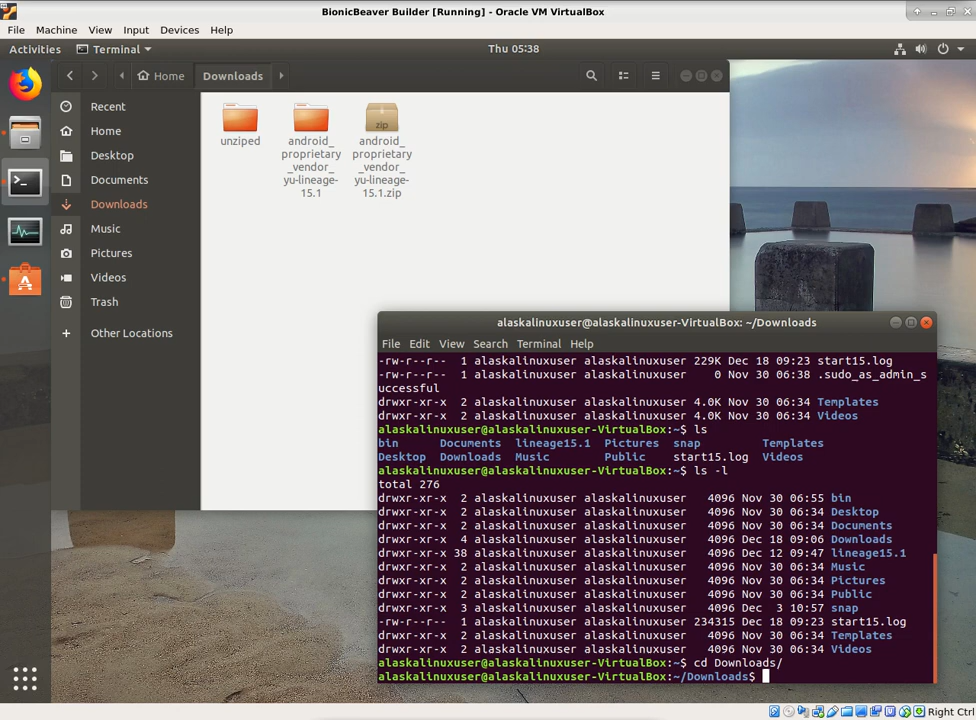 BionicBeaver Builder [Running] - Oracle VM VirtualBox
File Machine View Input Devices Help
Activities Terminal Thu 05:38
Home Downloads
Recent
Home
Desktop
Documents
Downloads
Music
Pictures
Videos
Trash
+ Other Locations
unziped
android_
proprietary
_vendor_
yu-lineage-
15.1
zip
android_
proprietary
_vendor_
yu-lineage-
15.1.zip
alaskalinuxuser@alaskalinuxuser-VirtualBox: ~/Downloads
File Edit View Search Terminal Help
-rw-r--r-- 1 alaskalinuxuser alaskalinuxuser 229K Dec 18 09:23 start15.log
-rw-r--r-- 1 alaskalinuxuser alaskalinuxuser 0 Nov 30 06:38 .sudo_as_admin_s
uccessful
drwxr-xr-x 2 alaskalinuxuser alaskalinuxuser 4.0K Nov 30 06:34 Templates
drwxr-xr-x 2 alaskalinuxuser alaskalinuxuser 4.0K Nov 30 06:34 Videos
alaskalinuxuser@alaskalinuxuser-VirtualBox:~$ ls
bin Documents lineage15.1 Pictures snap Templates
Desktop Downloads Music Public start15.log Videos
alaskalinuxuser@alaskalinuxuser-VirtualBox:~$ ls -l
total 276
drwxr-xr-x 2 alaskalinuxuser alaskalinuxuser 4096 Nov 30 06:55 bin
drwxr-xr-x 2 alaskalinuxuser alaskalinuxuser 4096 Nov 30 06:34 Desktop
drwxr-xr-x 2 alaskalinuxuser alaskalinuxuser 4096 Nov 30 06:34 Documents
drwxr-xr-x 4 alaskalinuxuser alaskalinuxuser 4096 Dec 18 09:06 Downloads
drwxr-xr-x 38 alaskalinuxuser alaskalinuxuser 4096 Dec 12 09:47 lineage15.1
drwxr-xr-x 2 alaskalinuxuser alaskalinuxuser 4096 Nov 30 06:34 Music
drwxr-xr-x 2 alaskalinuxuser alaskalinuxuser 4096 Nov 30 06:34 Pictures
drwxr-xr-x 2 alaskalinuxuser alaskalinuxuser 4096 Nov 30 06:34 Public
drwxr-xr-x 3 alaskalinuxuser alaskalinuxuser 4096 Dec 3 10:57 snap
-rw-r--r-- 1 alaskalinuxuser alaskalinuxuser 234315 Dec 18 09:23 start15.log
drwxr-xr-x 2 alaskalinuxuser alaskalinuxuser 4096 Nov 30 06:34 Templates
drwxr-xr-x 2 alaskalinuxuser alaskalinuxuser 4096 Nov 30 06:34 Videos
alaskalinuxuser@alaskalinuxuser-VirtualBox:~$ cd Downloads/
alaskalinuxuser@alaskalinuxuser-VirtualBox:~/Downloads$
Right Ctrl